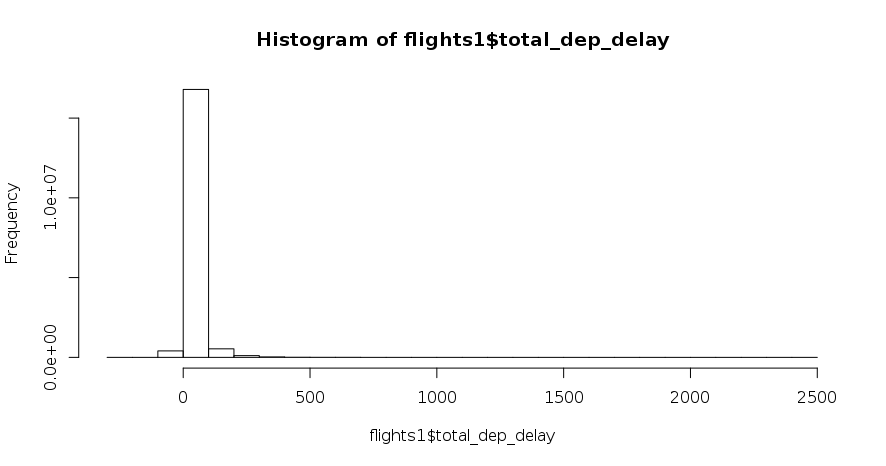 Histogram of flights1$total_dep_delay
Frequency
1.0e+07
0.0e+00
0 500 1000 1500 2000 2500
flights1$total_dep_delay